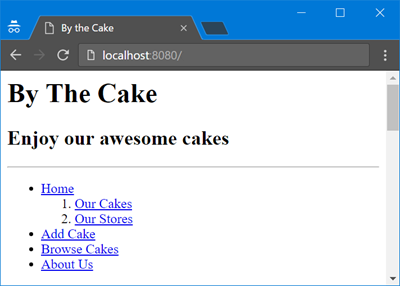 By the Cake
localhost:8080/
By The Cake
Enjoy our awesome cakes
Home
1. Our Cakes
2. Our Stores
Add Cake
Browse Cakes
About Us